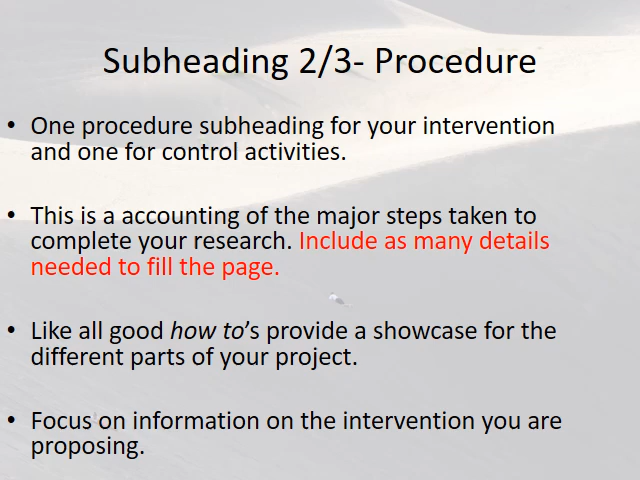 Subheading 2/3- Procedure
• One procedure subheading for your intervention
and one for control activities.
• This is a accounting of the major steps taken to
complete your research. Include as many details
needed to fill the page.
• Like all good how to’s provide a showcase for the
different parts of your project.
• Focus on information on the intervention you are
proposing.